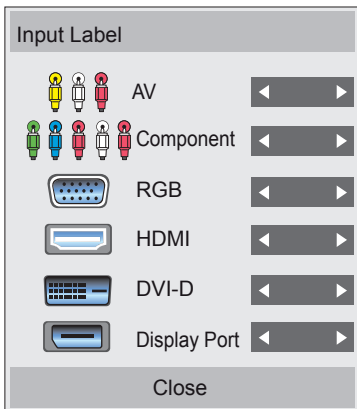 Input Label
AV
Component
RGB
HDMI
DVI-D
Display Port
Close